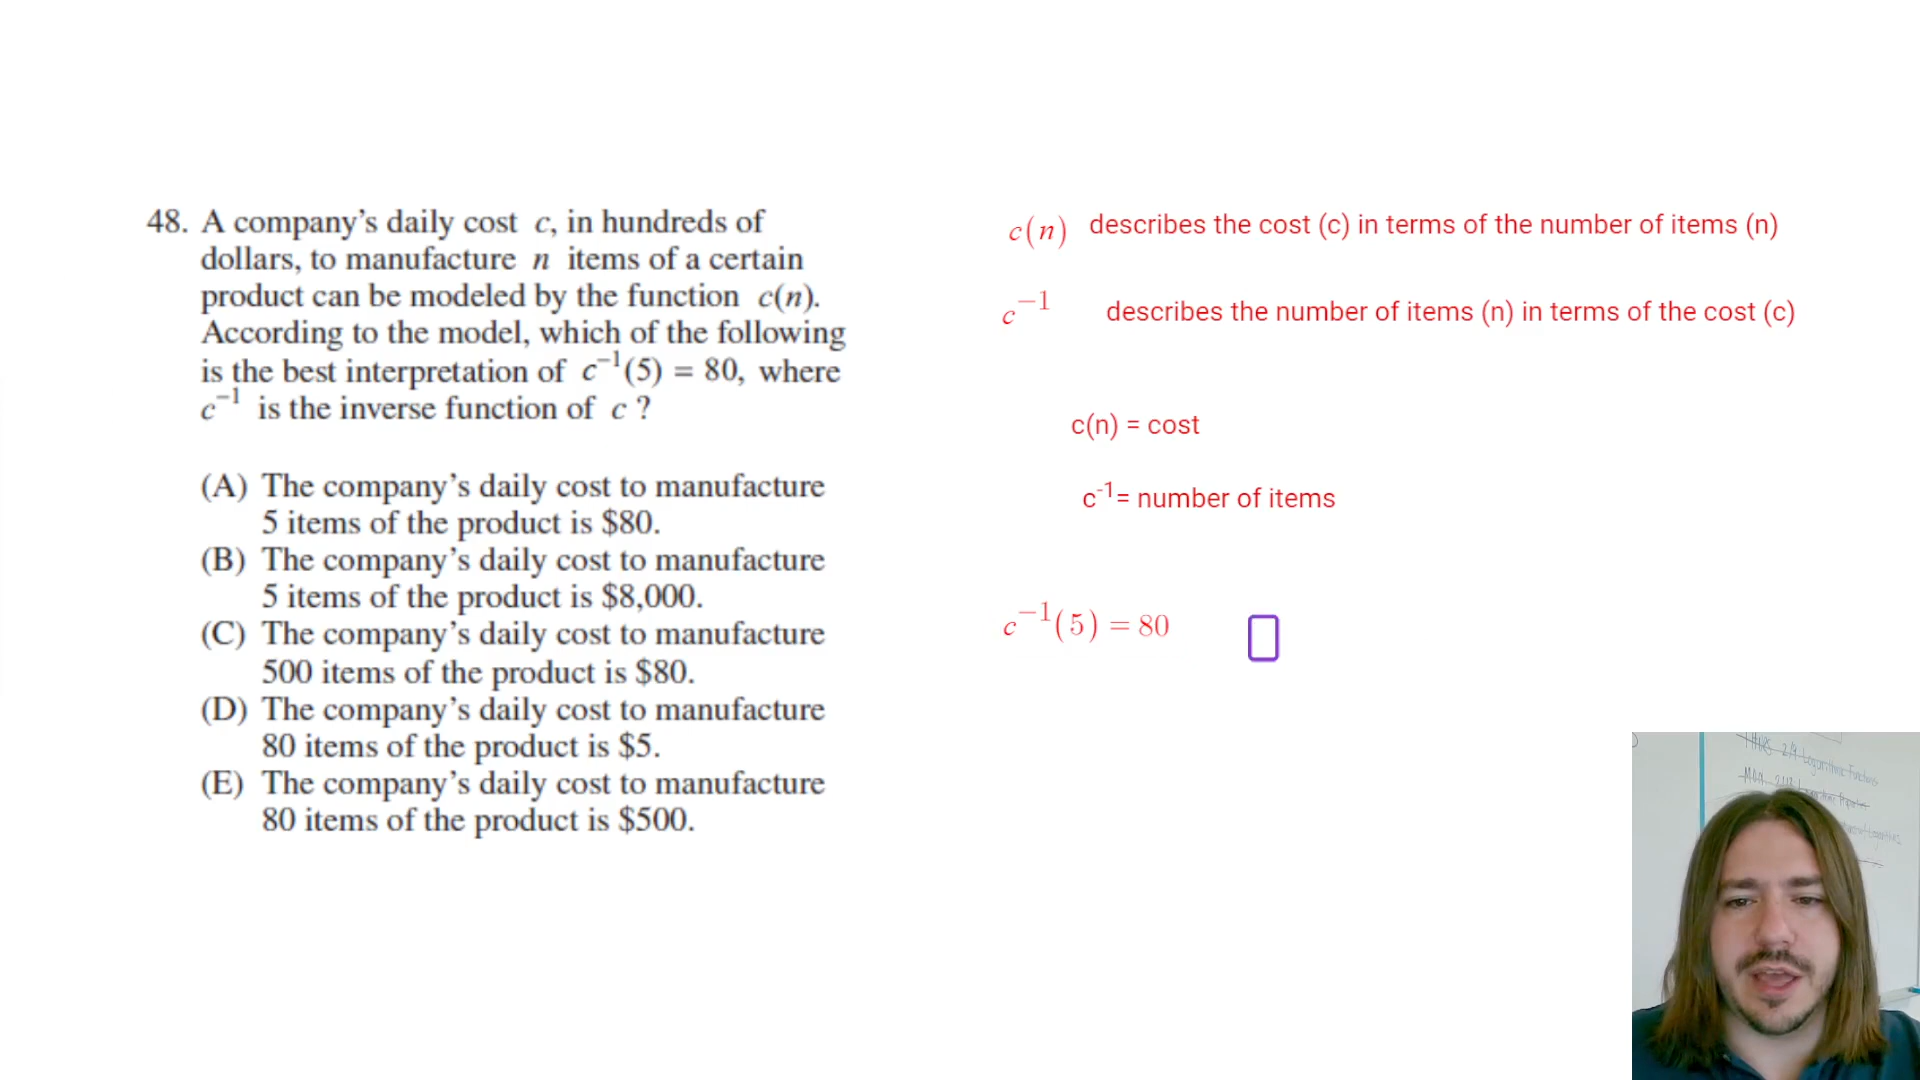 48. A company's daily cost c, in hundreds of
dollars, to manufacture n items of a certain
product can be modeled by the function c(n).
According to the model, which of the following
is the best interpretation of c⁻¹(5) = 80, where
c⁻¹ is the inverse function of c ?
(A) The company's daily cost to manufacture
5 items of the product is $80.
(B) The company's daily cost to manufacture
5 items of the product is $8,000.
(C) The company's daily cost to manufacture
500 items of the product is $80.
(D) The company's daily cost to manufacture
80 items of the product is $5.
(E) The company's daily cost to manufacture
80 items of the product is $500.
c(n) describes the cost (c) in terms of the number of items (n)
c⁻¹ describes the number of items (n) in terms of the cost (c)
c(n) = cost
c⁻¹= number of items
c⁻¹(5) = 80
2.9 Logarithmic Functions